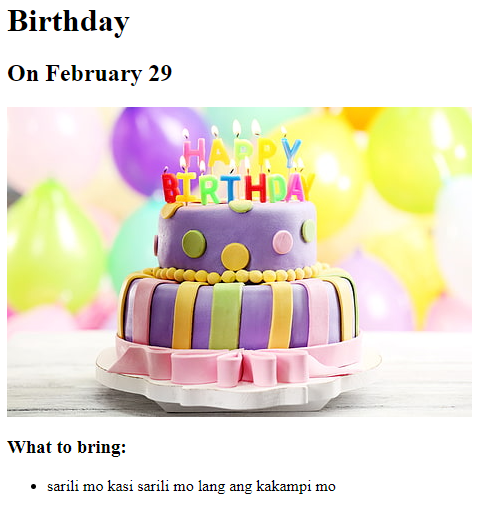 Birthday
On February 29
HAPPY
BIRTHDAY
What to bring:
sarili mo kasi sarili mo lang ang kakampi mo